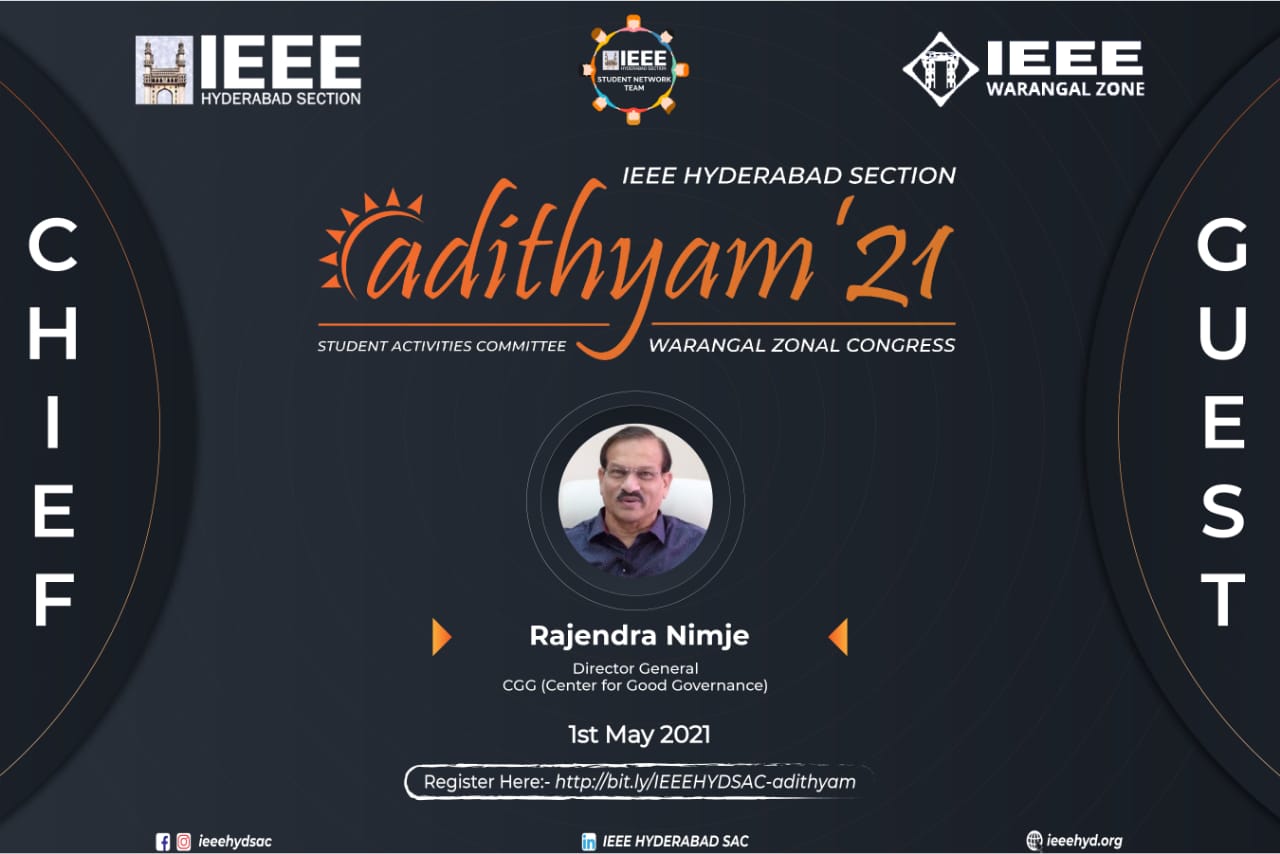 IEEE
HYDERABAD SECTION
IEEE
HYDERABAD SECTION
STUDENT NETWORK
TEAM
IEEE
WARANGAL ZONE
CHIEF
GUEST
IEEE HYDERABAD SECTION
adithyam'21
STUDENT ACTIVITIES COMMITTEE
WARANGAL ZONAL CONGRESS
Rajendra Nimje
Director General
CGG (Center for Good Governance)
1st May 2021
Register Here:- http://bit.ly/IEEEHYDSAC-adithyam
ieeehydsac
IEEE HYDERABAD SAC
ieeehyd.org